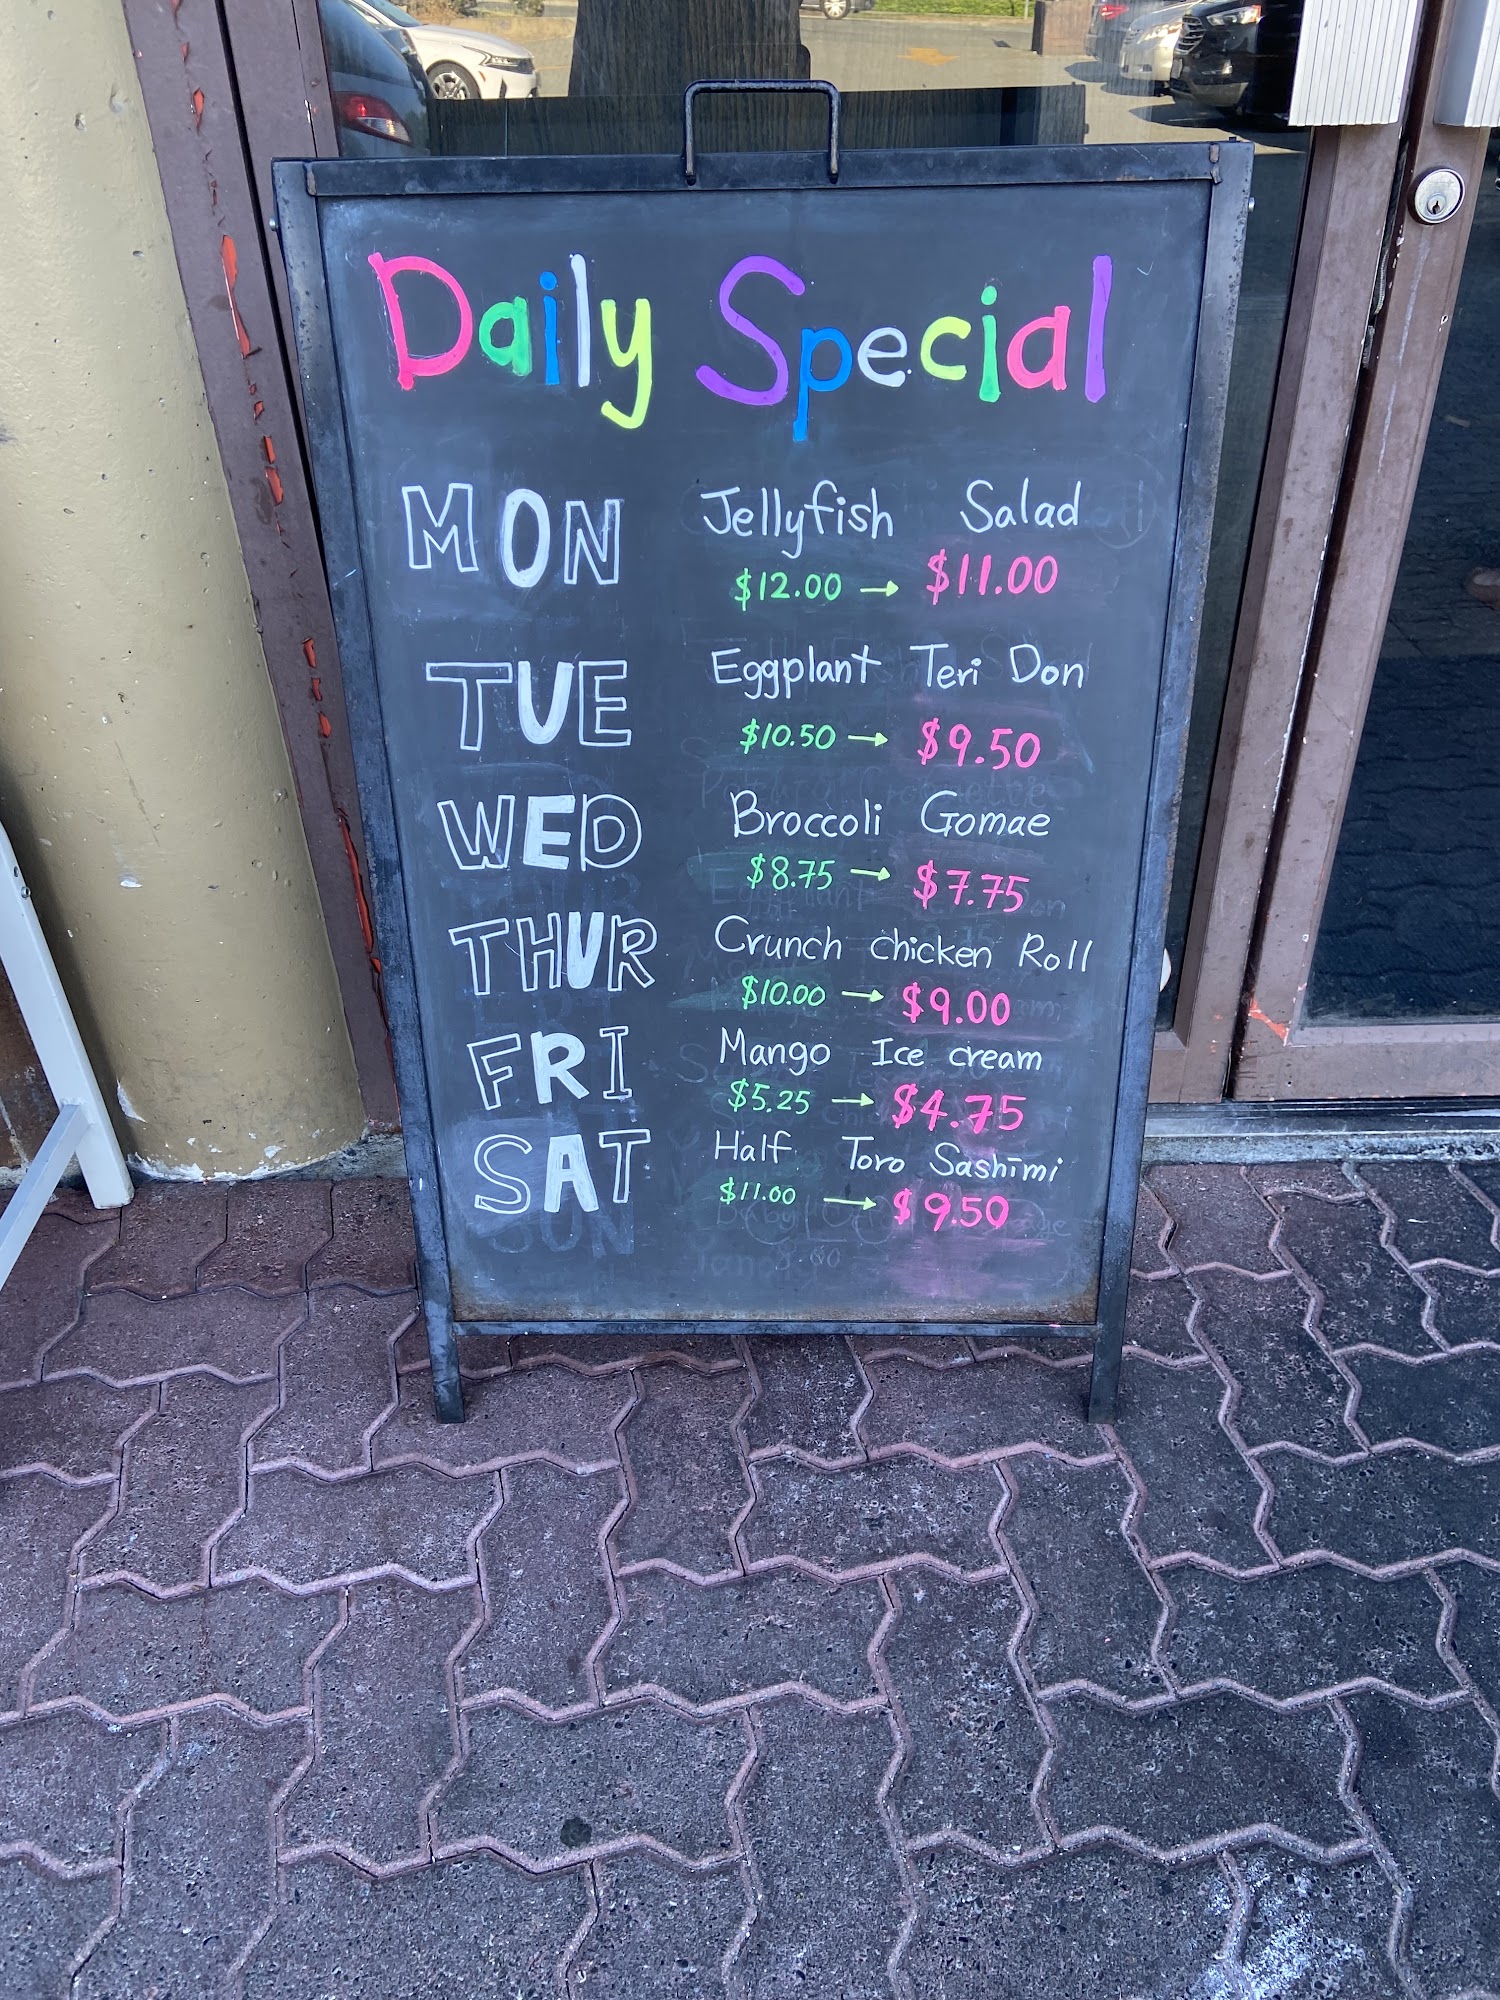 Daily Special
MON Jellyfish Salad
$12.00 → $11.00
TUE Eggplant Teri Don
$10.50 → $9.50
WED Broccoli Gomae
$8.75 → $7.75
THUR Crunch chicken Roll
$10.00 → $9.00
FRI Mango Ice cream
$5.25 → $4.75
SAT Half Toro Sashimi
$11.00 → $9.50
SUN